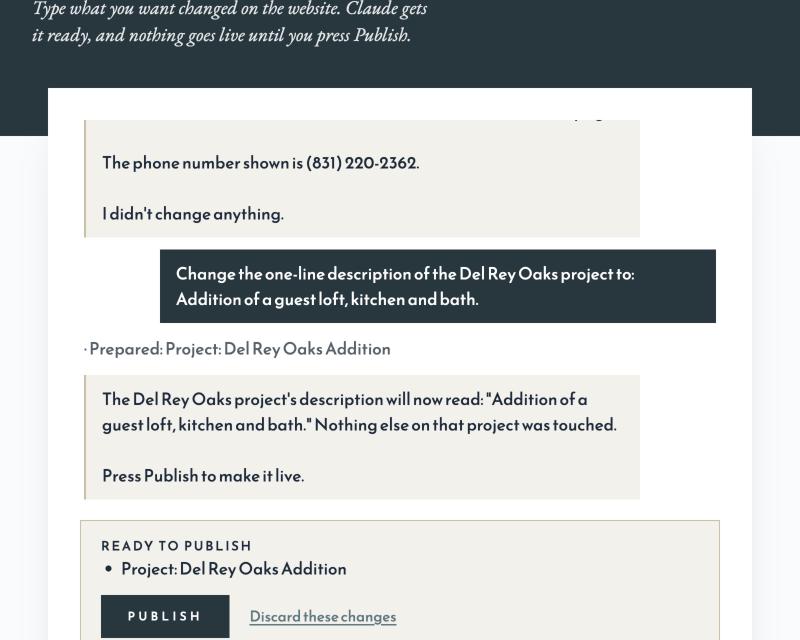 Type what you want changed on the website. Claude gets
it ready, and nothing goes live until you press Publish.
The phone number shown is (831) 220-2362.
I didn't change anything.
Change the one-line description of the Del Rey Oaks project to:
Addition of a guest loft, kitchen and bath.
· Prepared: Project: Del Rey Oaks Addition
The Del Rey Oaks project's description will now read: "Addition of a
guest loft, kitchen and bath." Nothing else on that project was touched.
Press Publish to make it live.
READY TO PUBLISH
• Project: Del Rey Oaks Addition
PUBLISH
Discard these changes